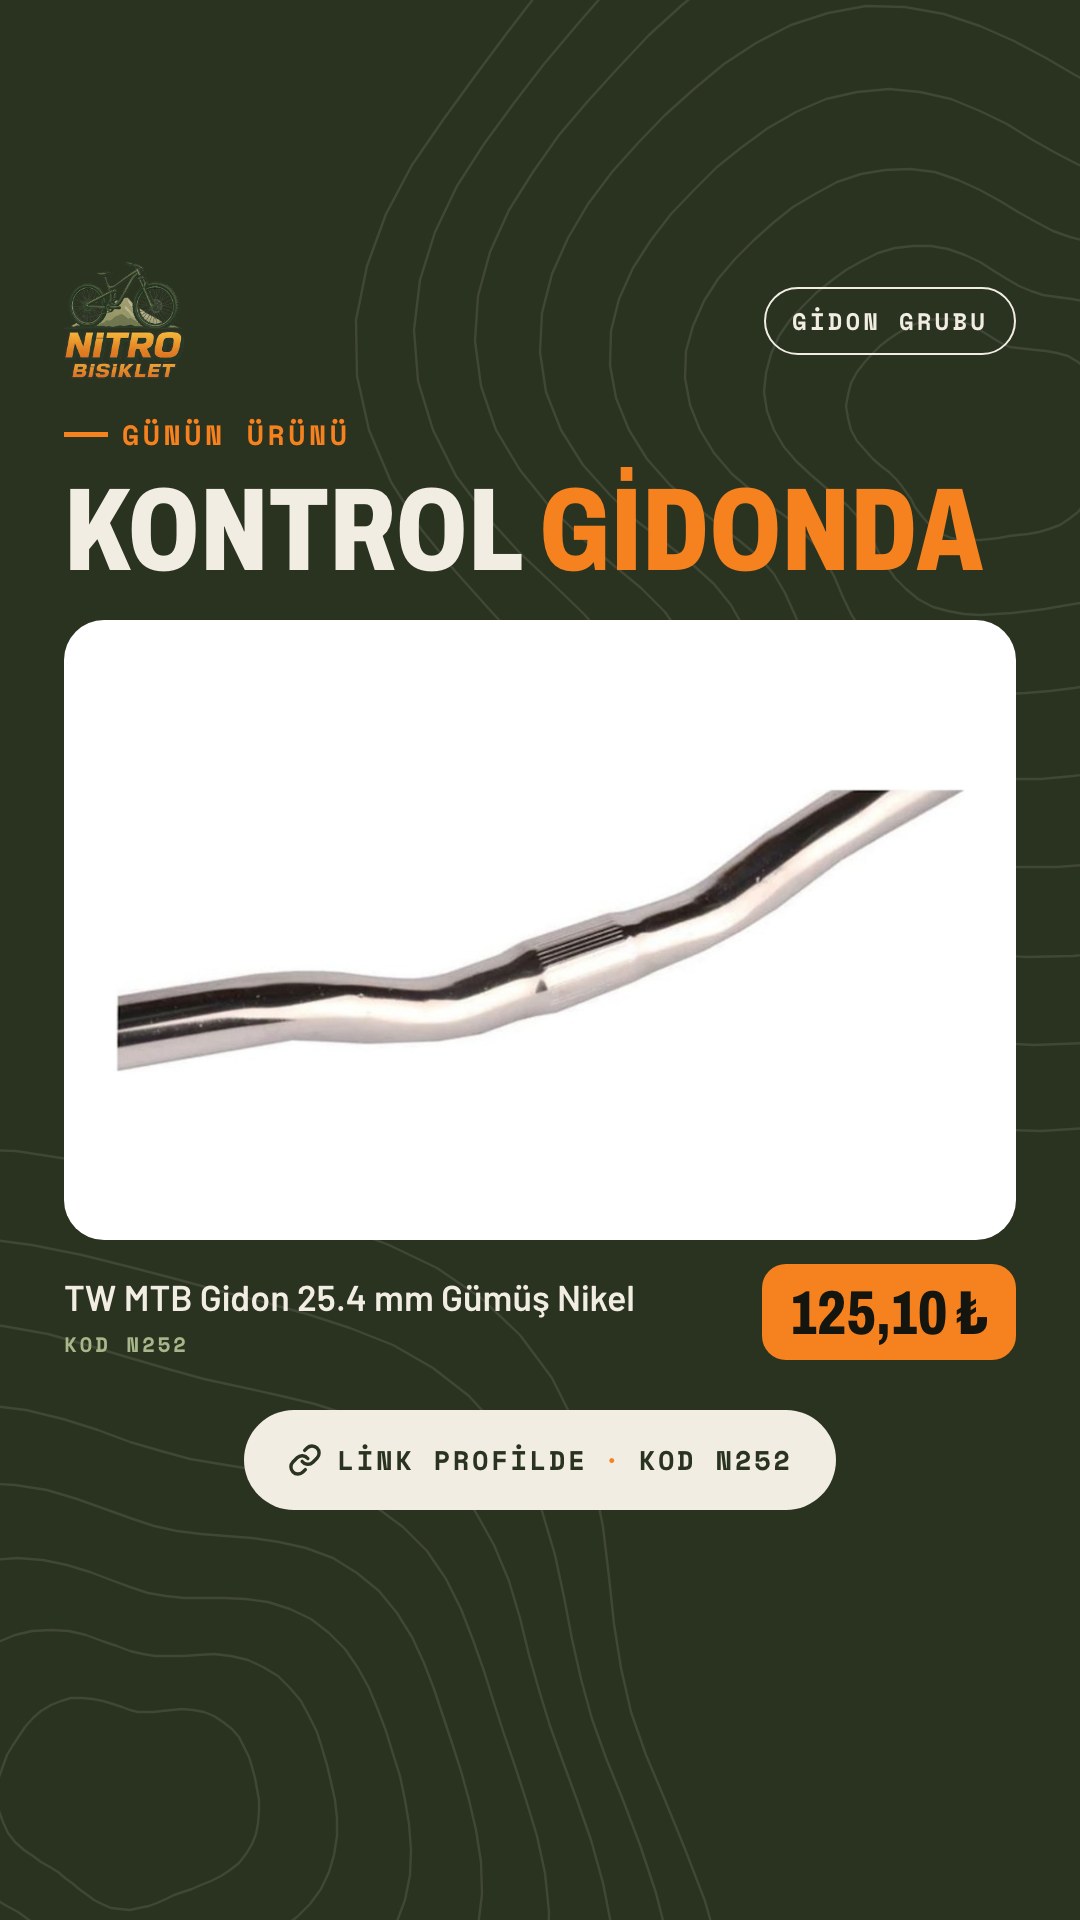 NiTRO
BiSiKLET
GİDON GRUBU
GÜNÜN ÜRÜNÜ
KONTROL GİDONDA
TW MTB Gidon 25.4 mm Gümüş Nikel
KOD N252
125,10 ₺
LİNK PROFİLDE · KOD N252